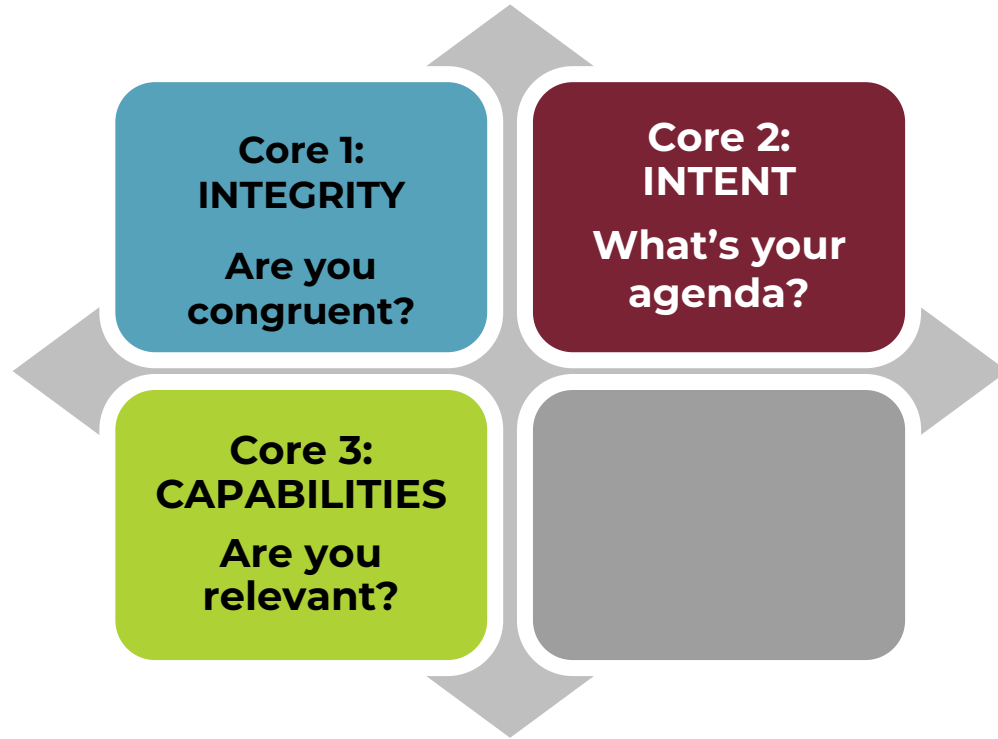 Core 1:
INTEGRITY
Are you
congruent?
Core 2:
INTENT
What’s your
agenda?
Core 3:
CAPABILITIES
Are you
relevant?